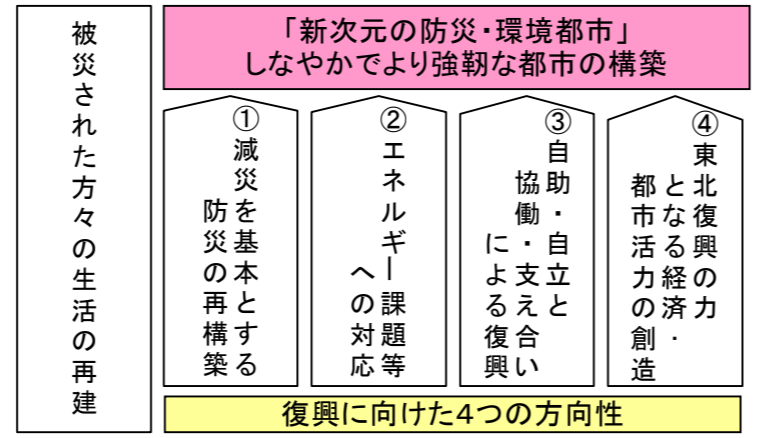 被災された方々の生活の再建
「新次元の防災・環境都市」
しなやかでより強靭な都市の構築
①
減災を基本とする
防災の再構築
②
エネルギー課題等
への対応
③
自助・自立と
協働・支え合い
による復興
④
東北復興の力
となる経済・
都市活力の創造
復興に向けた４つの方向性